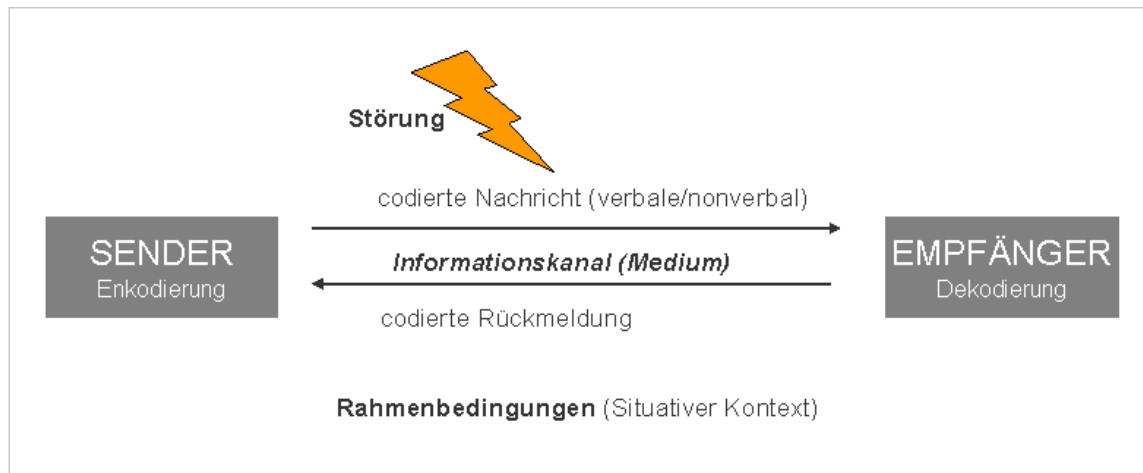 Störung
codierte Nachricht (verbale/nonverbal)
SENDER
Enkodierung
Informationskanal (Medium)
EMPFÄNGER
Dekodierung
codierte Rückmeldung
Rahmenbedingungen (Situativer Kontext)